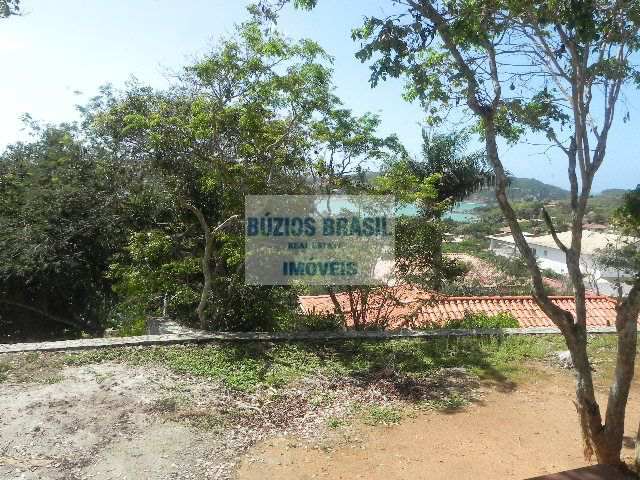 BÚZIOS BRASIL
REAL ESTATE
IMÓVEIS